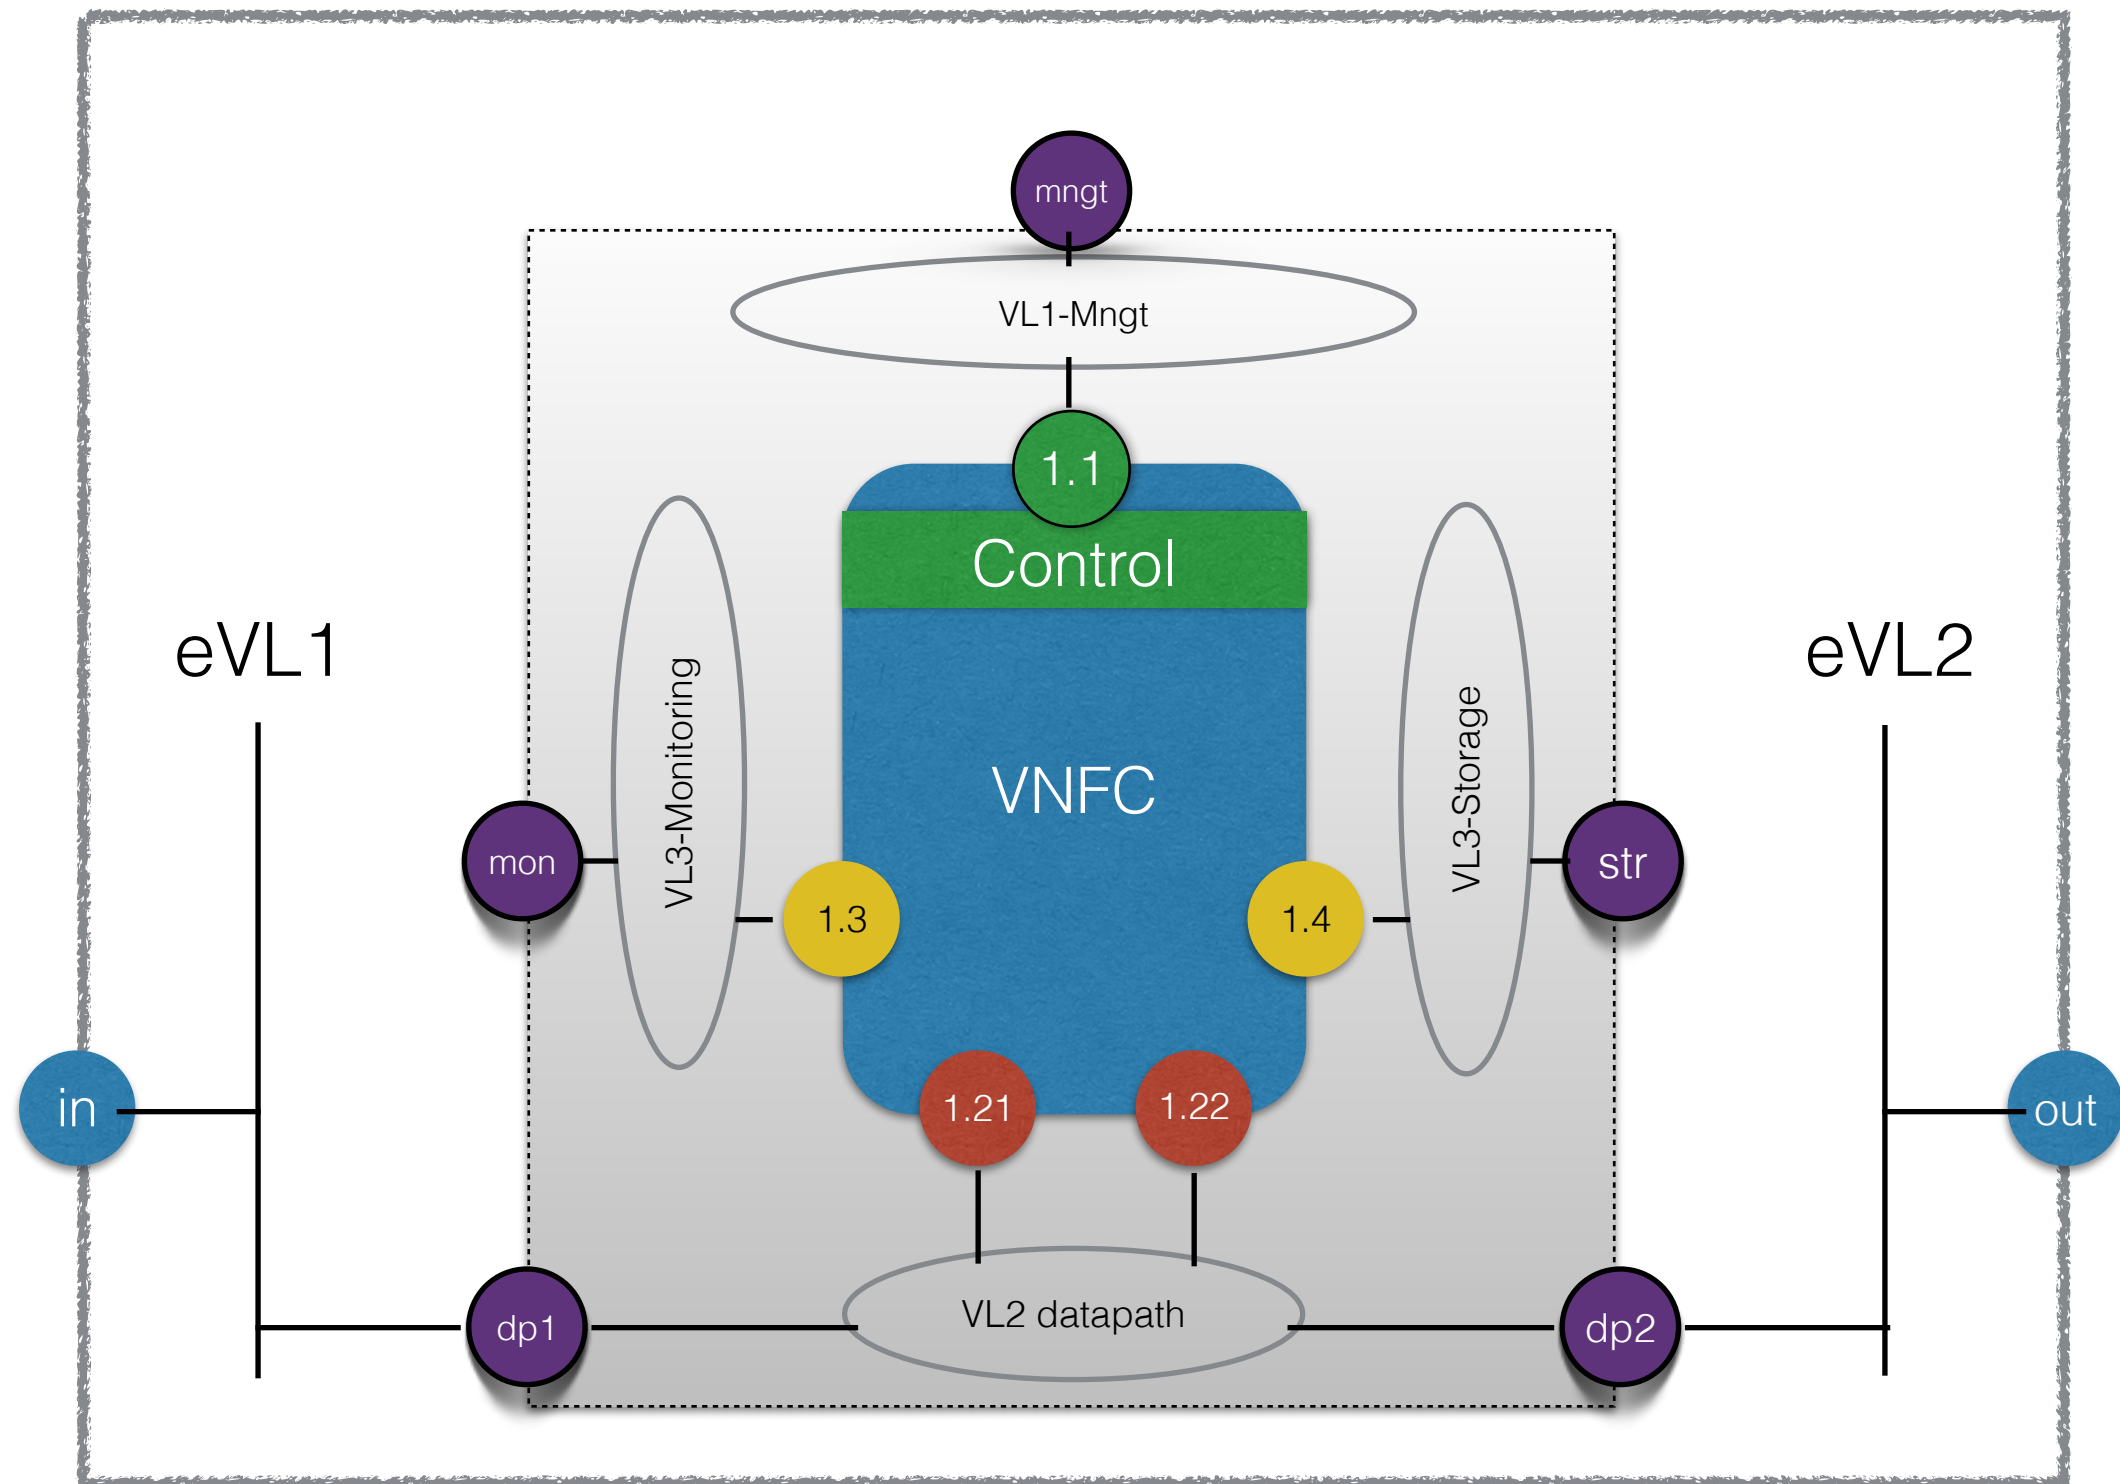 mngt
VL1-Mngt
1.1
Control
eVL1
eVL2
VL3-Monitoring
VNFC
VL3-Storage
mon
str
1.3
1.4
in
1.21
1.22
out
dp1
VL2 datapath
dp2